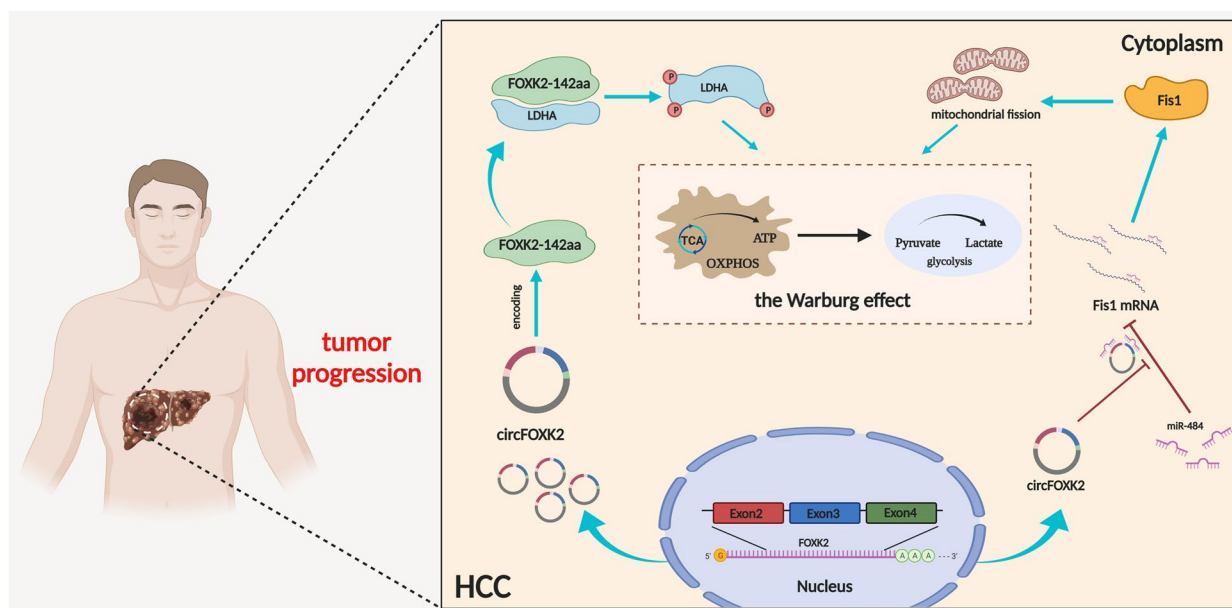 tumor
progression
Cytoplasm
FOXK2-142aa
LDHA
P
P
P
LDHA
mitochondrial fission
Fis1
TCA
ATP
OXPHOS
Pyruvate
Lactate
glycolysis
the Warburg effect
FOXK2-142aa
encoding
circFOXK2
Fis1 mRNA
miR-484
circFOXK2
Exon2
Exon3
Exon4
FOXK2
5' G A A A - - - 3'
Nucleus
HCC